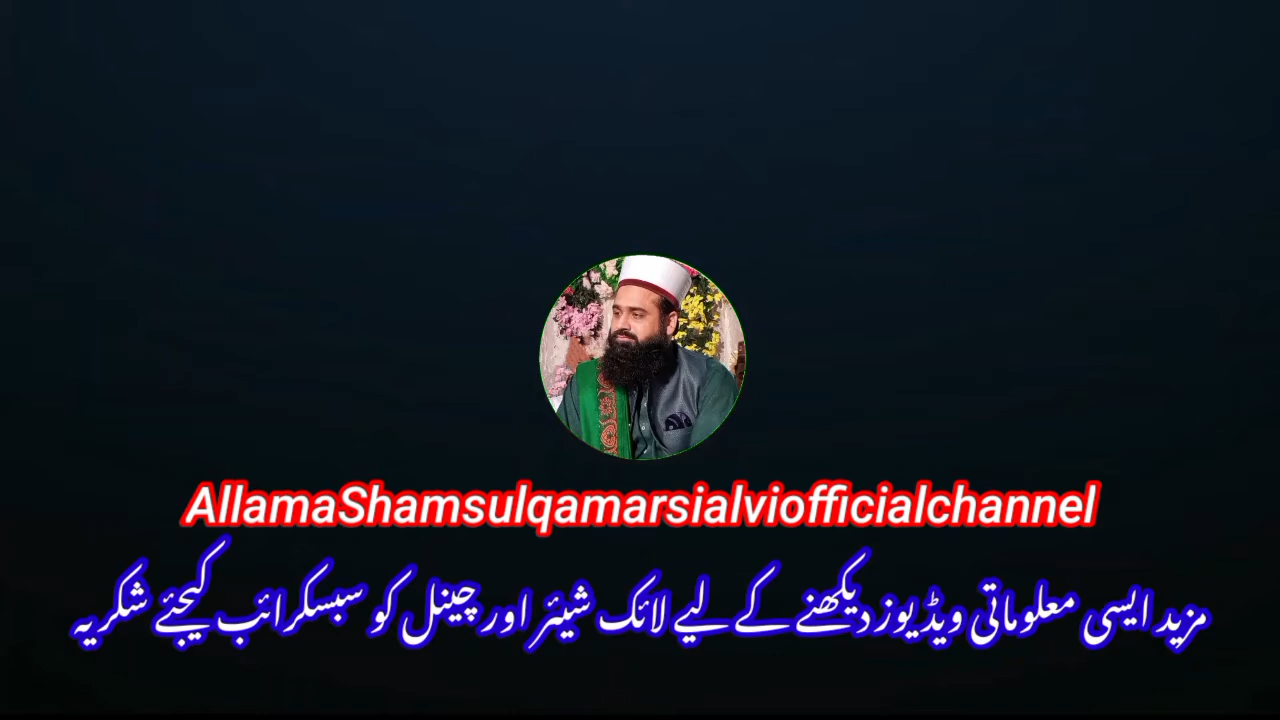 AllamaShamsulqamarsialviofficialchannel
مزید ایسی معلوماتی ویڈیوز دیکھنے کے لیے لائک شیئر اور چینل کو سبسکرائب کیجئے شکریہ